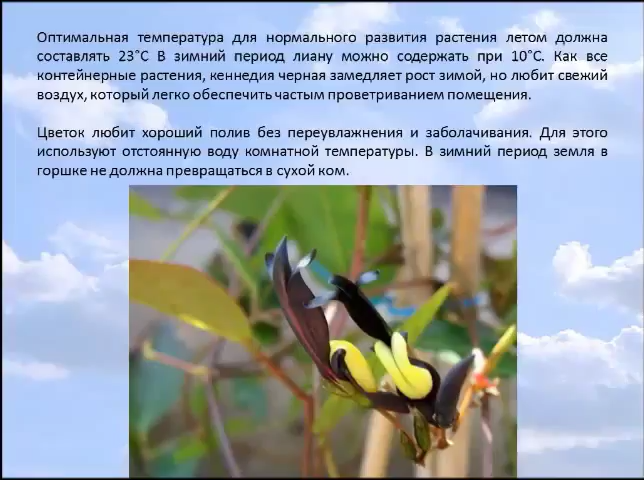 Оптимальная температура для нормального развития растения летом должна
составлять 23˚С В зимний период лиану можно содержать при 10˚С. Как все
контейнерные растения, кеннедия черная замедляет рост зимой, но любит свежий
воздух, который легко обеспечить частым проветриванием помещения.
Цветок любит хороший полив без переувлажнения и заболачивания. Для этого
используют отстоянную воду комнатной температуры. В зимний период земля в
горшке не должна превращаться в сухой ком.